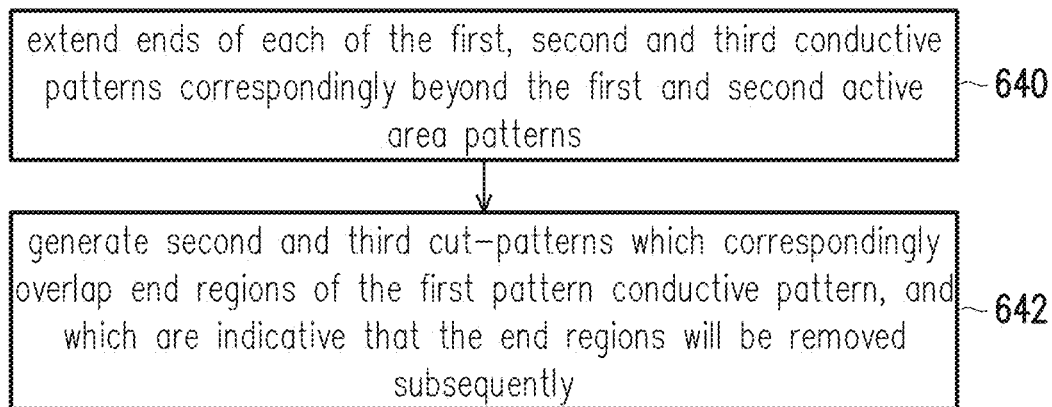 extend ends of each of the first, second and third conductive
patterns correspondingly beyond the first and second active
area patterns
640
generate second and third cut-patterns which correspondingly
overlap end regions of the first pattern conductive pattern, and
which are indicative that the end regions will be removed
subsequently
642